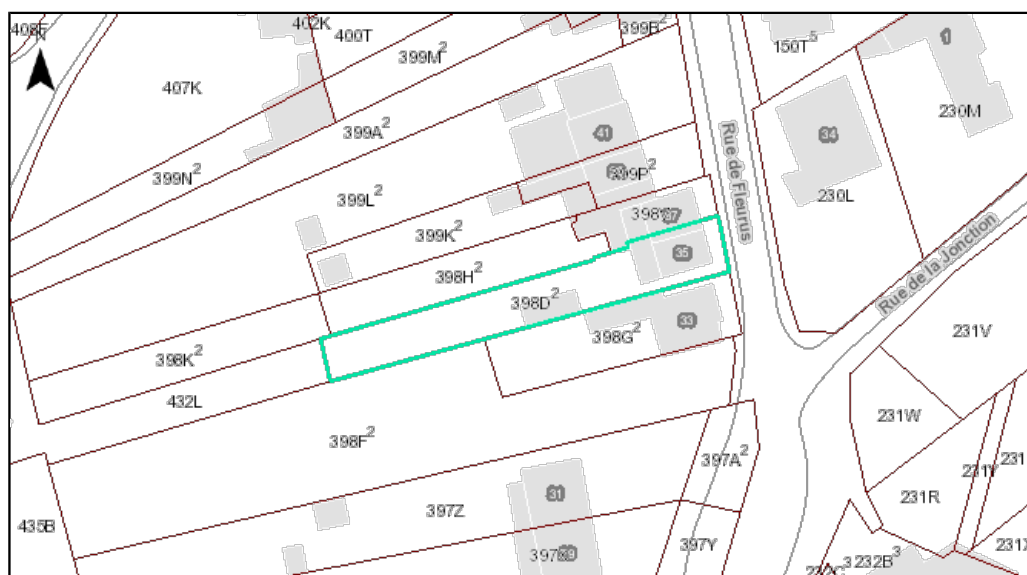 402K
400T
399B²
408F
N
399M²
150T⁵
1
407K
230M
399A²
41
34
Rue de Fleurus
399P²
399N²
399L²
230L
37
399K²
35
Rue de la Jonction
398H²
398D²
33
231V
398G²
398K²
432L
231W
398F²
397A²
231Y
231R
31
397Z
435B
397Y
232B³